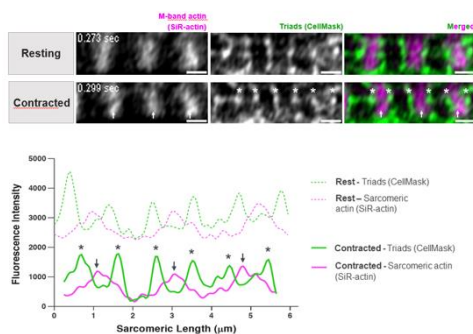 M-band actin
(SiR-actin)
Triads (CellMask)
Merged
Resting
0.273 sec
Contracted
0.299 sec
* * * * * *
* * * * * *
5000
4000
3000
2000
1000
0
Fluorescence Intensity
0 1 2 3 4 5 6
Sarcomeric Length (μm)
* * * * * *
Rest - Triads (CellMask)
Rest – Sarcomeric
actin (SiR-actin)
Contracted - Triads (CellMask)
Contracted - Sarcomeric actin
(SiR-actin)